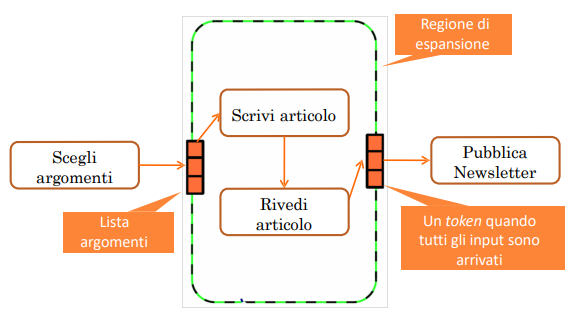 Regione di
espansione
Scrivi articolo
Scegli
argomenti
Pubblica
Newsletter
Lista
argomenti
Rivedi
articolo
Un token quando
tutti gli input sono
arrivati